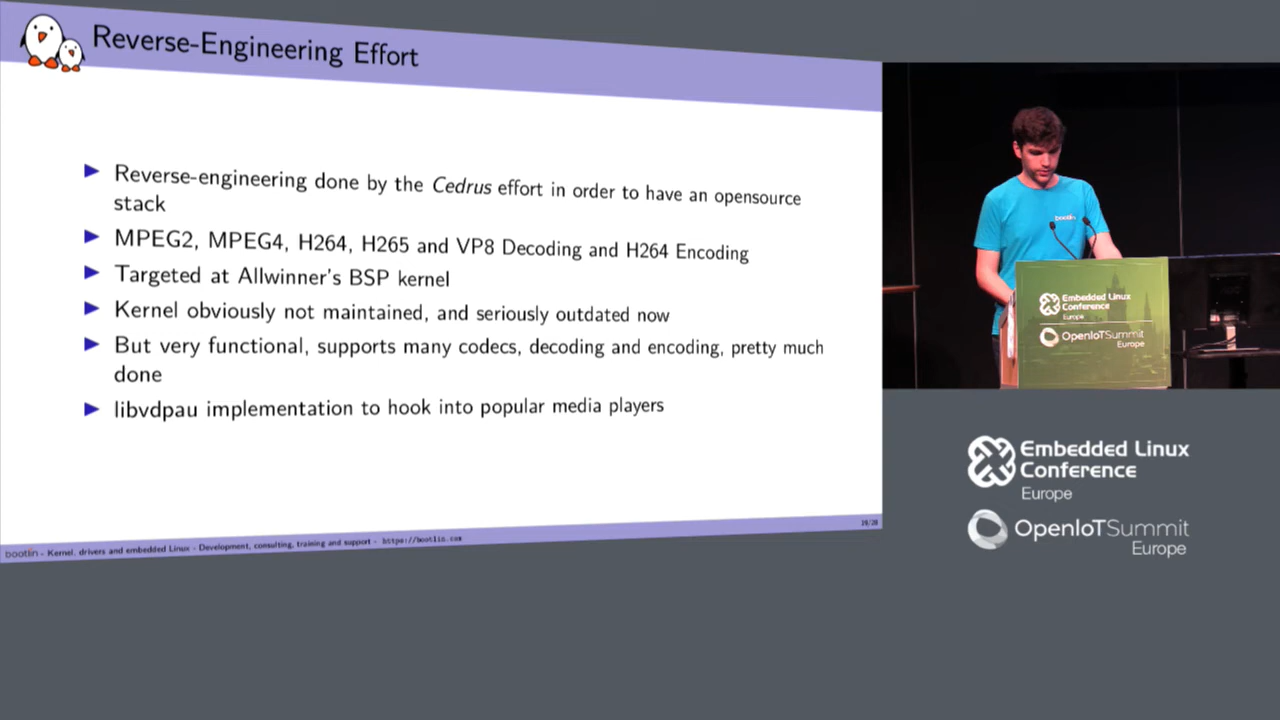 Reverse-Engineering Effort
Reverse-engineering done by the Cedrus effort in order to have an opensource
stack
MPEG2, MPEG4, H264, H265 and VP8 Decoding and H264 Encoding
Targeted at Allwinner's BSP kernel
Kernel obviously not maintained, and seriously outdated now
But very functional, supports many codecs, decoding and encoding, pretty much
done
libvdpau implementation to hook into popular media players
bootlin - Kernel, drivers and embedded Linux - Development, consulting, training and support - https://bootlin.com
bootlin
Embedded Linux
Conference
Europe
OpenIoTSummit
Europe
Embedded Linux
Conference
Europe
OpenIoTSummit
Europe